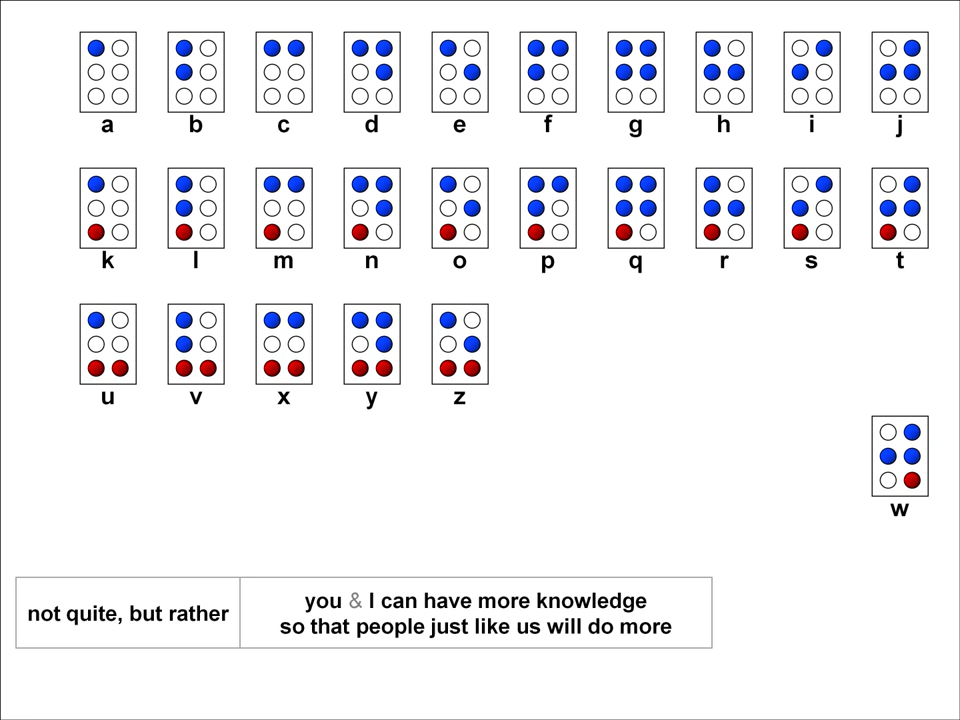 a b c d e f g h i j
k l m n o p q r s t
u v x y z
w
not quite, but rather
you & I can have more knowledge
so that people just like us will do more